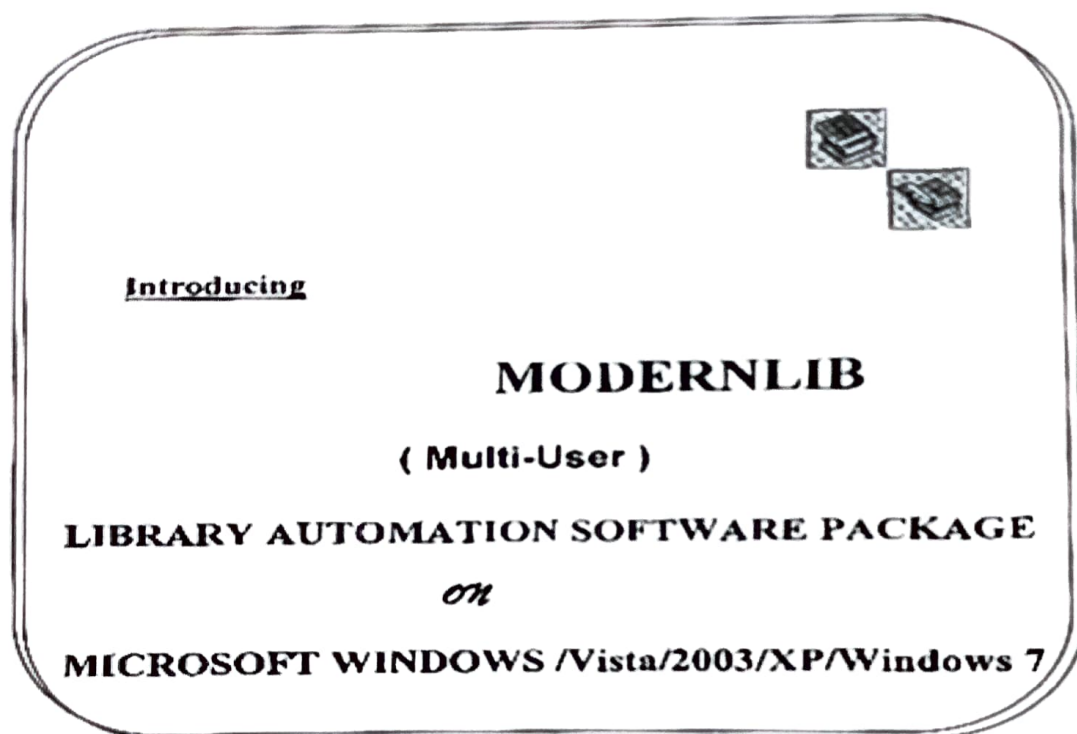 Introducing
MODERNLIB
( Multi-User )
LIBRARY AUTOMATION SOFTWARE PACKAGE
on
MICROSOFT WINDOWS /Vista/2003/XP/Windows 7